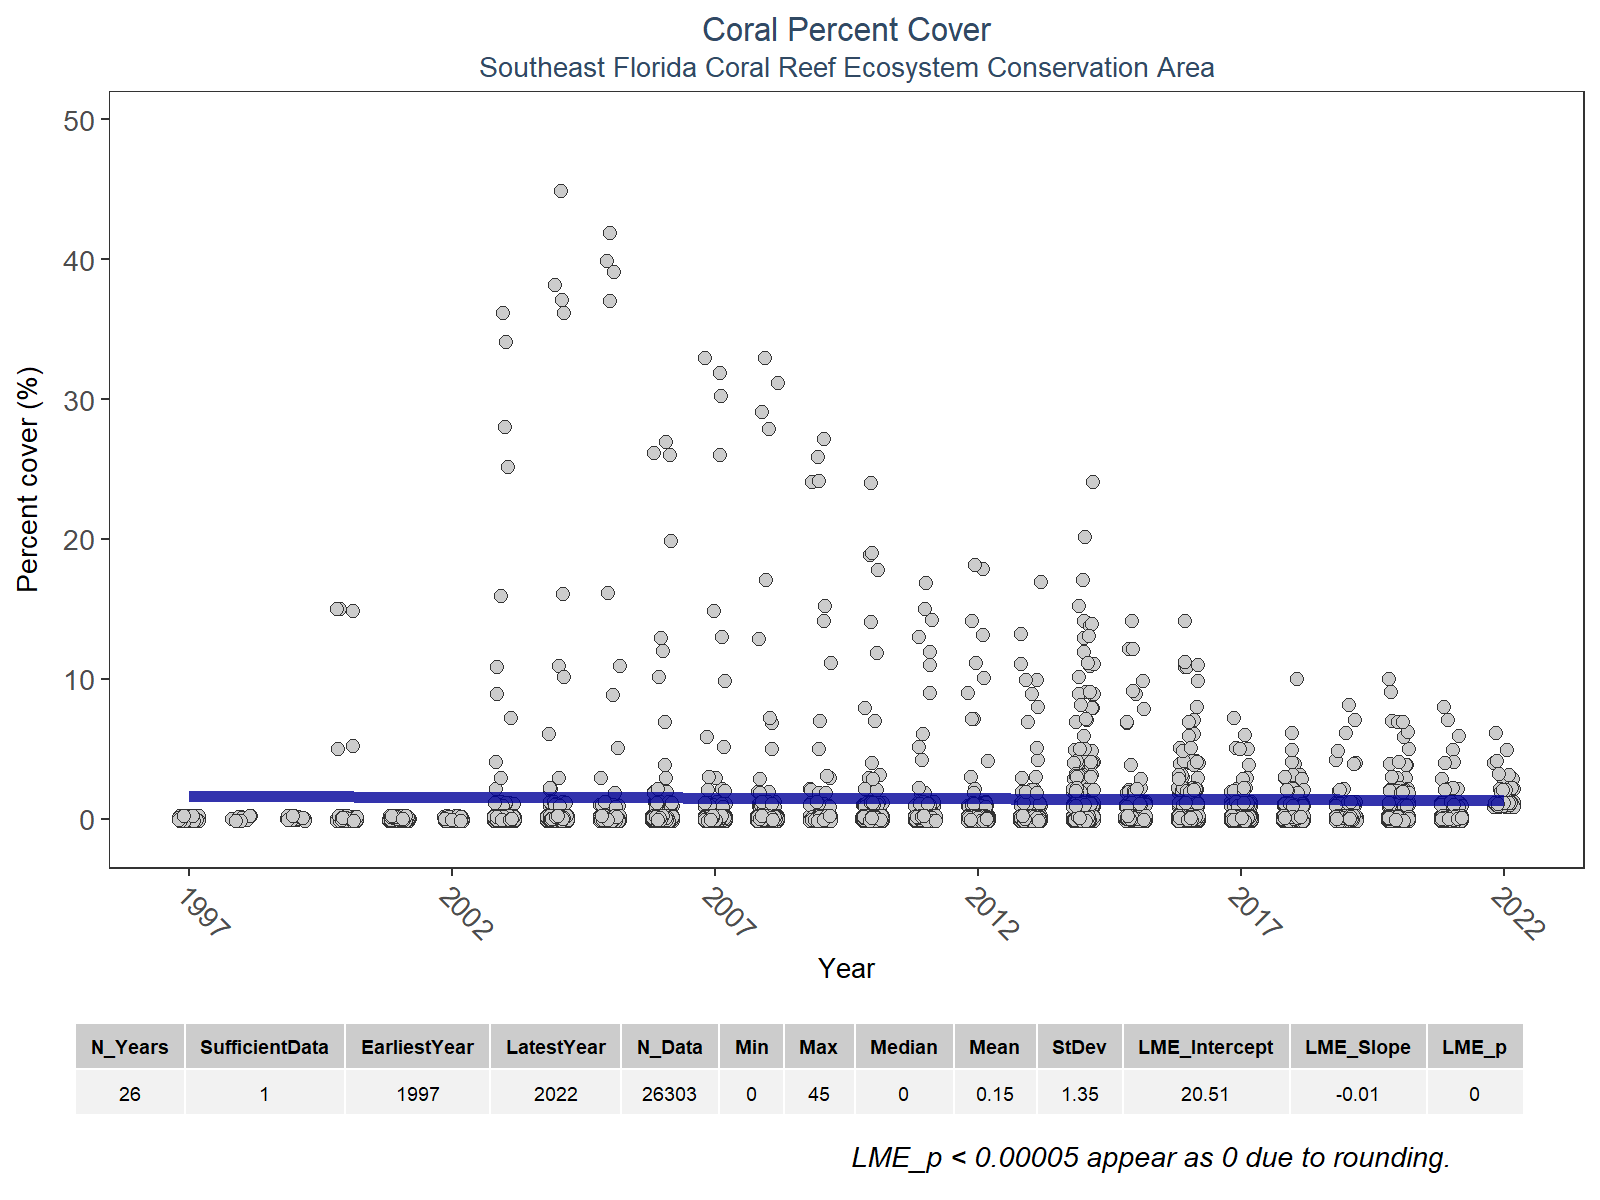 Coral Percent Cover
Southeast Florida Coral Reef Ecosystem Conservation Area
50
40
30
20
10
0
Percent cover (%)
1997 2002 2007 2012 2017 2022
Year
N_Years SufficientData EarliestYear LatestYear N_Data Min Max Median Mean StDev LME_Intercept LME_Slope LME_p
26 1 1997 2022 26303 0 45 0 0.15 1.35 20.51 -0.01 0
LME_p < 0.00005 appear as 0 due to rounding.